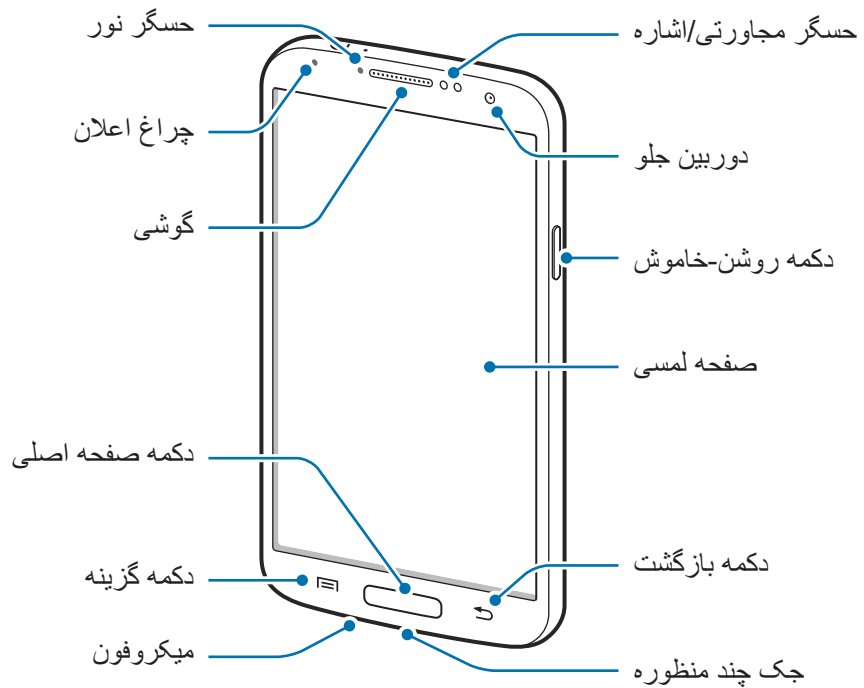 حسگر مجاورتی/اشاره
دوربین جلو
دکمه روشن-خاموش
صفحه لمسی
دکمه بازگشت
جک چند منظوره
حسگر نور
چراغ اعلان
گوشی
دکمه صفحه اصلی
دکمه گزینه
میکروفون